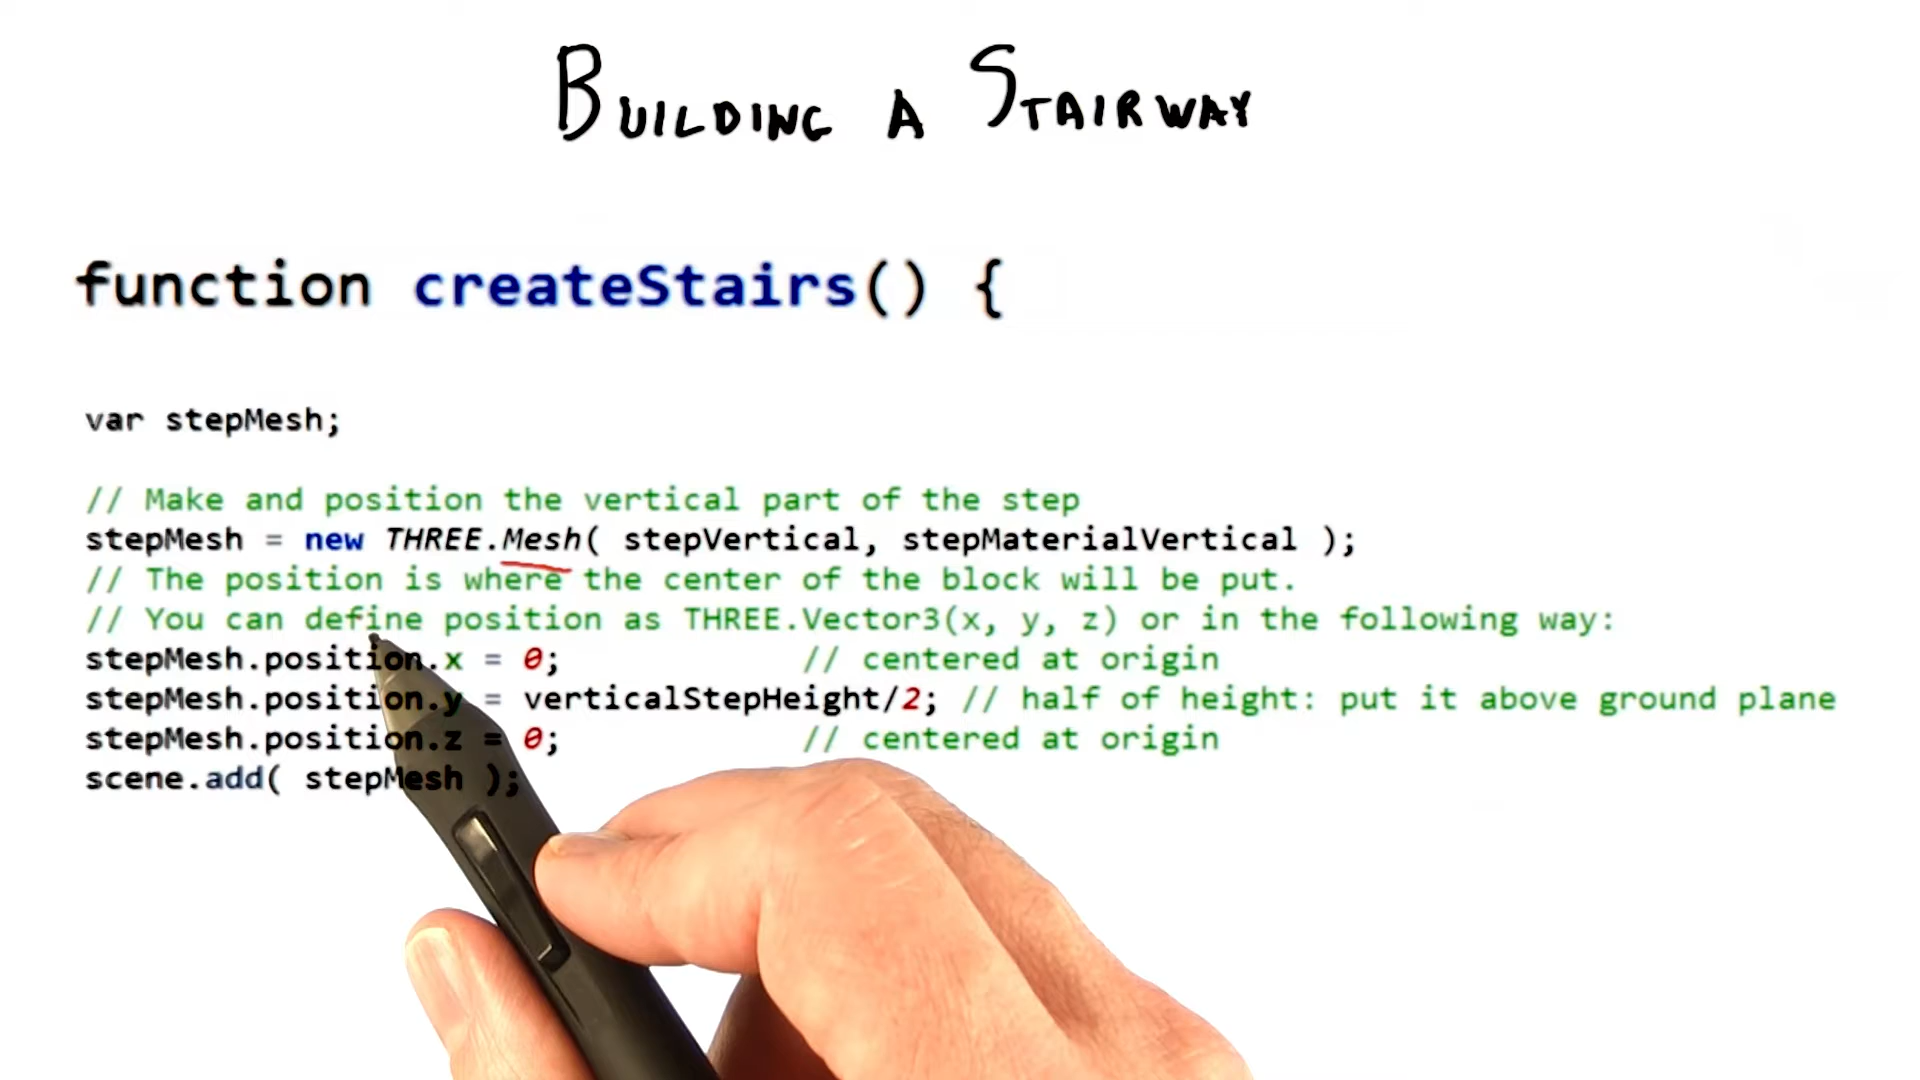 BUILDING A STAIRWAY
function createStairs() {
var stepMesh;
// Make and position the vertical part of the step
stepMesh = new THREE.Mesh( stepVertical, stepMaterialVertical );
// The position is where the center of the block will be put.
// You can define position as THREE.Vector3(x, y, z) or in the following way:
stepMesh.position.x = 0; // centered at origin
stepMesh.position.y = verticalStepHeight/2; // half of height: put it above ground plane
stepMesh.position.z = 0; // centered at origin
scene.add( stepMesh );